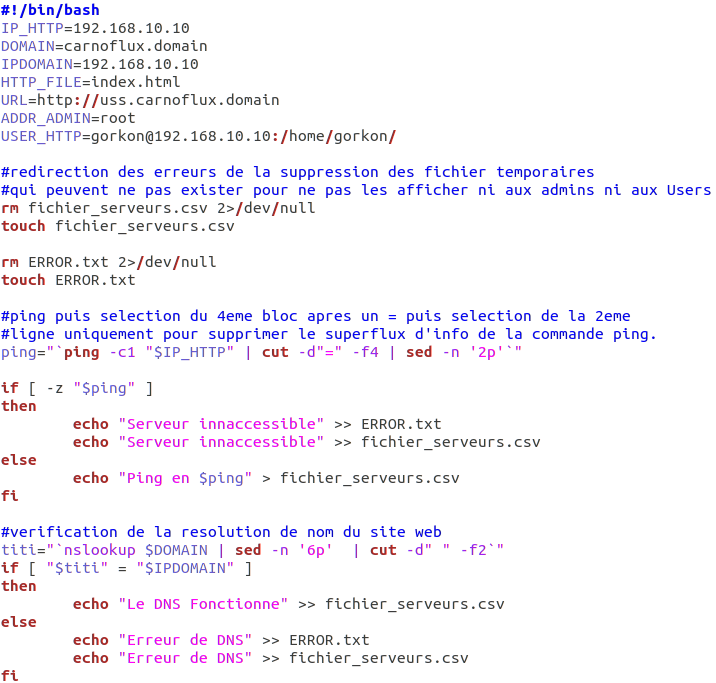 #!/bin/bash
IP_HTTP=192.168.10.10
DOMAIN=carnoflux.domain
IPDOMAIN=192.168.10.10
HTTP_FILE=index.html
URL=http://uss.carnoflux.domain
ADDR_ADMIN=root
USER_HTTP=gorkon@192.168.10.10:/home/gorkon/

#redirection des erreurs de la suppression des fichier temporaires
#qui peuvent ne pas exister pour ne pas les afficher ni aux admins ni aux Users
rm fichier_serveurs.csv 2>/dev/null
touch fichier_serveurs.csv

rm ERROR.txt 2>/dev/null
touch ERROR.txt

#ping puis selection du 4eme bloc apres un = puis selection de la 2eme
#ligne uniquement pour supprimer le superflux d'info de la commande ping.
ping="`ping -c1 "$IP_HTTP" | cut -d"=" -f4 | sed -n '2p'`"

if [ -z "$ping" ]
then
        echo "Serveur innaccessible" >> ERROR.txt
        echo "Serveur innaccessible" >> fichier_serveurs.csv
else
        echo "Ping en $ping" > fichier_serveurs.csv
fi

#verification de la resolution de nom du site web
titi="`nslookup $DOMAIN | sed -n '6p'  | cut -d" " -f2`"
if [ "$titi" = "$IPDOMAIN" ]
then
        echo "Le DNS Fonctionne" >> fichier_serveurs.csv
else
        echo "Erreur de DNS" >> ERROR.txt
        echo "Erreur de DNS" >> fichier_serveurs.csv
fi